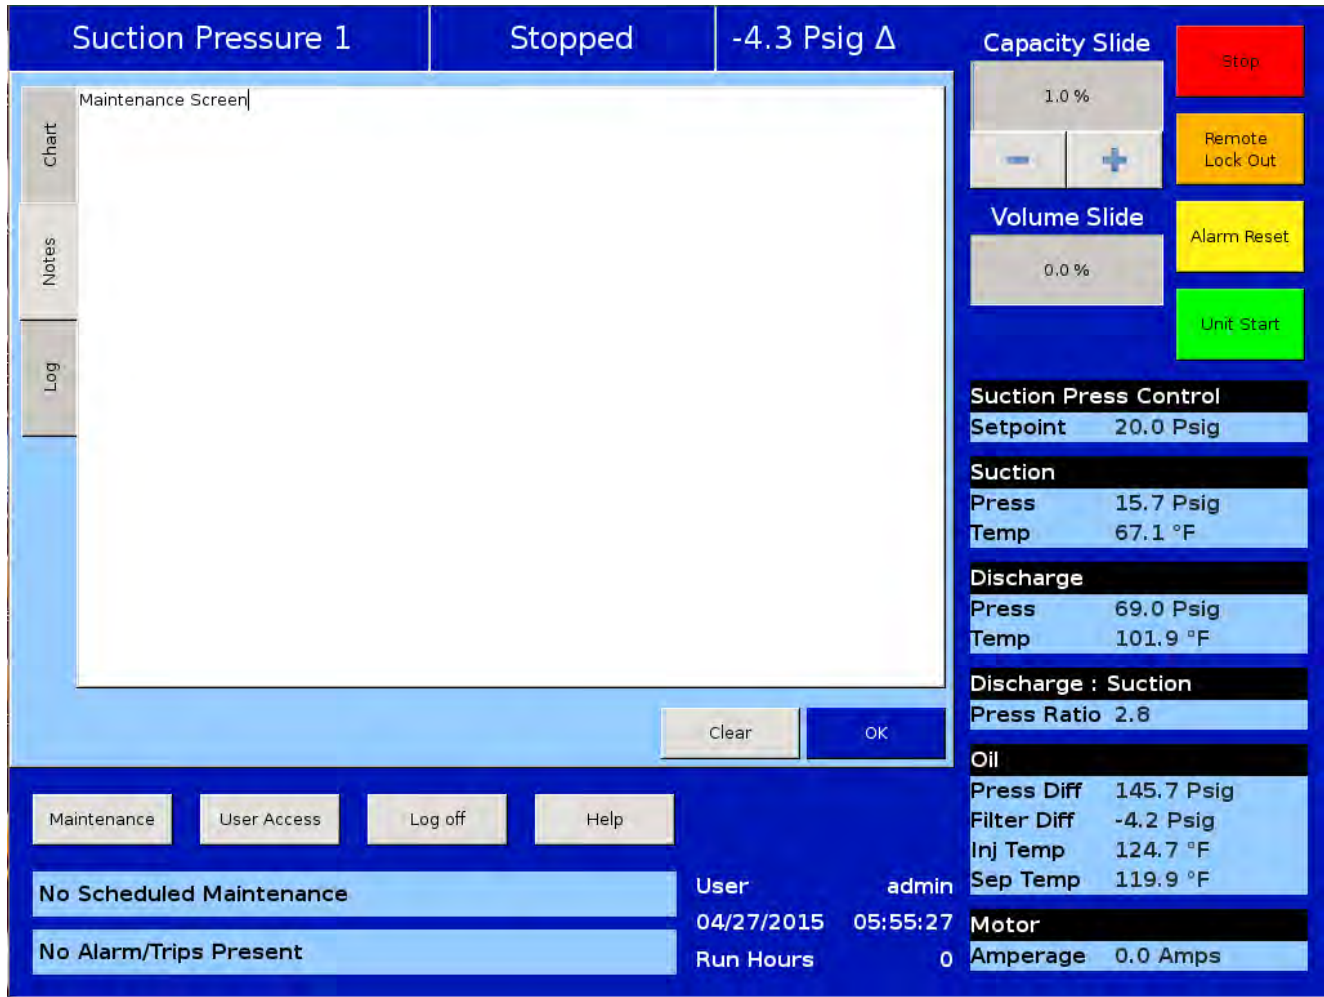 Suction Pressure 1 Stopped -4.3 Psig Δ
Chart
Notes
Log
Maintenance Screen
Clear OK
Maintenance User Access Log off Help
No Scheduled Maintenance
No Alarm/Trips Present
User admin
04/27/2015 05:55:27
Run Hours 0
Capacity Slide
1.0 %
Volume Slide
0.0 %
Stop
Remote
Lock Out
Alarm Reset
Unit Start
Suction Press Control
Setpoint 20.0 Psig
Suction
Press 15.7 Psig
Temp 67.1 °F
Discharge
Press 69.0 Psig
Temp 101.9 °F
Discharge : Suction
Press Ratio 2.8
Oil
Press Diff 145.7 Psig
Filter Diff -4.2 Psig
Inj Temp 124.7 °F
Sep Temp 119.9 °F
Motor
Amperage 0.0 Amps